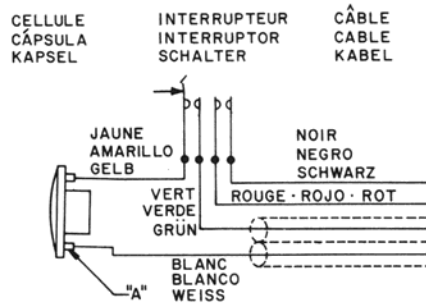 CELLULE
CÁPSULA
KAPSEL
INTERRUPTEUR
INTERRUPTOR
SCHALTER
CÂBLE
CABLE
KABEL
JAUNE
AMARILLO
GELB
NOIR
NEGRO
SCHWARZ
VERT
VERDE
GRÜN
ROUGE · ROJO · ROT
BLANC
BLANCO
WEISS
"A"